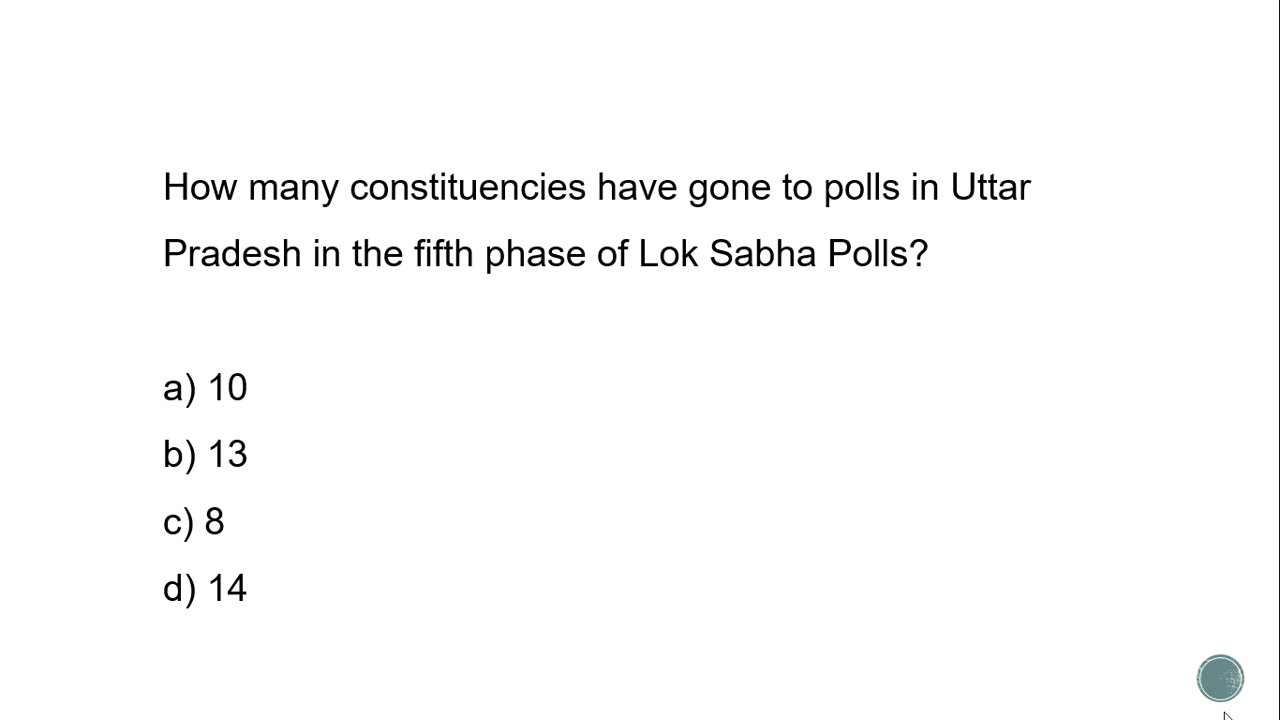 How many constituencies have gone to polls in Uttar
Pradesh in the fifth phase of Lok Sabha Polls?
a) 10
b) 13
c) 8
d) 14